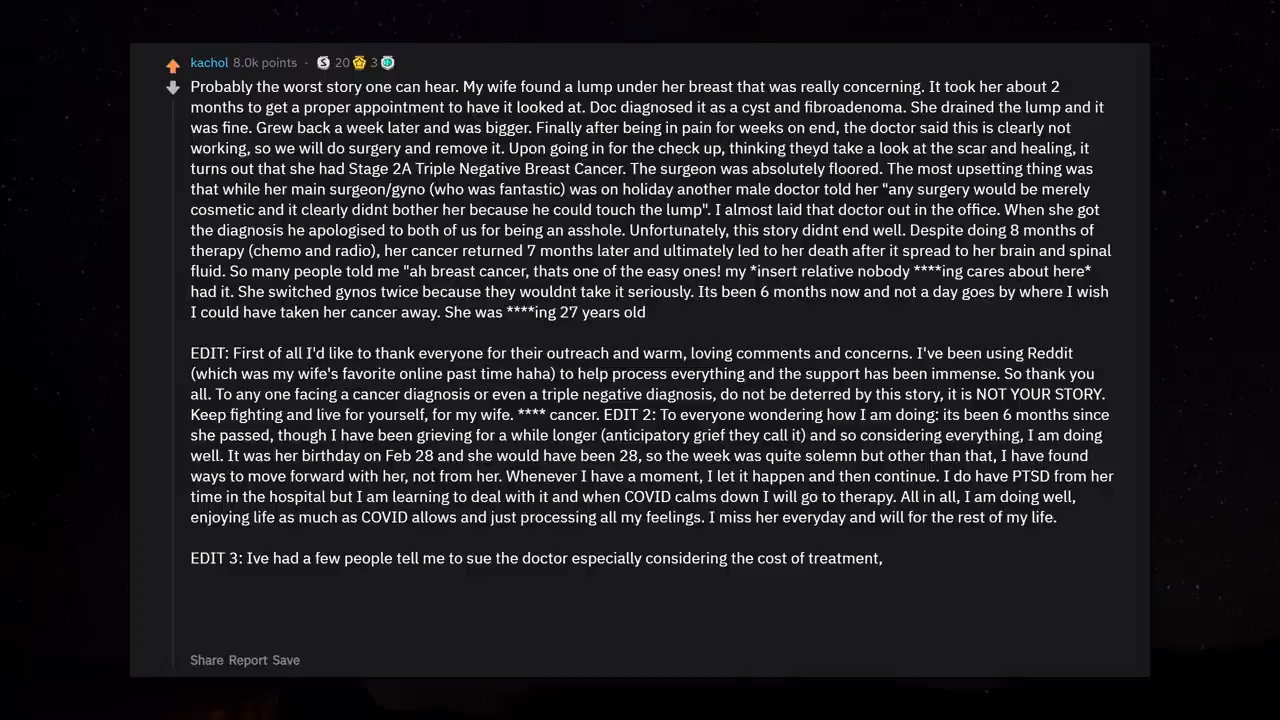 kachol 8.0k points · S 20 3
Probably the worst story one can hear. My wife found a lump under her breast that was really concerning. It took her about 2
months to get a proper appointment to have it looked at. Doc diagnosed it as a cyst and fibroadenoma. She drained the lump and it
was fine. Grew back a week later and was bigger. Finally after being in pain for weeks on end, the doctor said this is clearly not
working, so we will do surgery and remove it. Upon going in for the check up, thinking theyd take a look at the scar and healing, it
turns out that she had Stage 2A Triple Negative Breast Cancer. The surgeon was absolutely floored. The most upsetting thing was
that while her main surgeon/gyno (who was fantastic) was on holiday another male doctor told her "any surgery would be merely
cosmetic and it clearly didnt bother her because he could touch the lump". I almost laid that doctor out in the office. When she got
the diagnosis he apologised to both of us for being an asshole. Unfortunately, this story didnt end well. Despite doing 8 months of
therapy (chemo and radio), her cancer returned 7 months later and ultimately led to her death after it spread to her brain and spinal
fluid. So many people told me "ah breast cancer, thats one of the easy ones! my *insert relative nobody ****ing cares about here*
had it. She switched gynos twice because they wouldnt take it seriously. Its been 6 months now and not a day goes by where I wish
I could have taken her cancer away. She was ****ing 27 years old
EDIT: First of all I'd like to thank everyone for their outreach and warm, loving comments and concerns. I've been using Reddit
(which was my wife's favorite online past time haha) to help process everything and the support has been immense. So thank you
all. To any one facing a cancer diagnosis or even a triple negative diagnosis, do not be deterred by this story, it is NOT YOUR STORY.
Keep fighting and live for yourself, for my wife. **** cancer. EDIT 2: To everyone wondering how I am doing: its been 6 months since
she passed, though I have been grieving for a while longer (anticipatory grief they call it) and so considering everything, I am doing
well. It was her birthday on Feb 28 and she would have been 28, so the week was quite solemn but other than that, I have found
ways to move forward with her, not from her. Whenever I have a moment, I let it happen and then continue. I do have PTSD from her
time in the hospital but I am learning to deal with it and when COVID calms down I will go to therapy. All in all, I am doing well,
enjoying life as much as COVID allows and just processing all my feelings. I miss her everyday and will for the rest of my life.
EDIT 3: Ive had a few people tell me to sue the doctor especially considering the cost of treatment,
Share Report Save